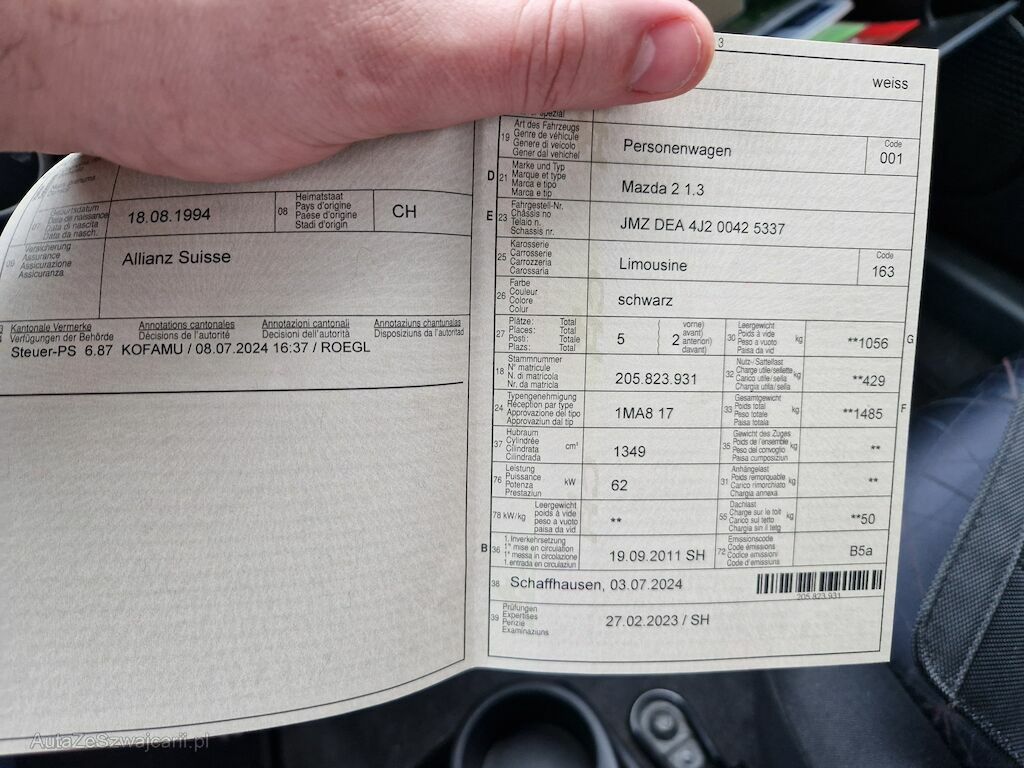 18.08.1994
08 Heimatstaat
Pays d'origine
Paese d'origine
Stadi d'origin
CH
07 Geburtsdatum
Date de naissance
Data di nascita
Data da nasch.
09 Versicherung
Assurance
Assicurazione
Assicuranza
Allianz Suisse
Kantonale Vermerke
Verfügungen der Behörde
Annotations cantonales
Décisions de l'autorité
Annotazioni cantonali
Decisioni dell'autorità
Annotaziuns chantunalas
Disposiziuns da l'autoritad
Steuer-PS 6.87 KOFAMU / 08.07.2024 16:37 / ROEGL
3
weiss
19 Art des Fahrzeugs
Genre de véhicule
Genere di veicolo
Gener dal vehichel
Personenwagen
Code
001
D 21 Marke und Typ
Marque et type
Marca e tipo
Marca e tip
Mazda 2 1.3
E 23 Fahrgestell-Nr.
Châssis no
Telaio n.
Schassis nr.
JMZ DEA 4J2 0042 5337
25 Karosserie
Carrosserie
Carrozzeria
Carossaria
Limousine
Code
163
26 Farbe
Couleur
Colore
Colur
schwarz
27 Plätze: Total
Places: Total
Posti: Totale
Plazs: Total
5
2
vorne)
avant)
anteriori)
davant)
30 Leergewicht
Poids à vide
Peso a vuoto
Paisa da vid
kg
**1056
G
18 Stammnummer
N° matricule
N. di matricola
Nr. da matricla
205.823.931
32 Nutz-/Sattellast
Charge utile/sellette
Carico utile/sella
Chargia utila/sella
kg
**429
24 Typengenehmigung
Réception par type
Approvazione del tipo
Approvaziun dal tip
1MA8 17
33 Gesamtgewicht
Poids total
Peso totale
Paisa totala
kg
**1485
F
37 Hubraum
Cylindrée
Cilindrata
Cilindrada
cm³
1349
35 Gewicht des Zuges
Poids de l'ensemble
Peso del convoglio
Paisa cumposiziun
kg
**
76 Leistung
Puissance
Potenza
Prestaziun
kW
62
31 Anhängelast
Poids remorquable
Carico rimorchiato
Chargia annexa
kg
**
78 kW/kg Leergewicht
poids à vide
peso a vuoto
paisa da vid
**
55 Dachlast
Charge sur le toit
Carico sul tetto
Chargia sin il tetg
kg
**50
B 36 1. Inverkehrsetzung
1re mise en circulation
1a messa in circolazione
1. entrada en circulaziun
19.09.2011 SH
72 Emissionscode
Code émissions
Codice emissioni
Code d'emissiuns
B5a
38 Schaffhausen, 03.07.2024
205.823.931
39 Prüfungen
Expertises
Perizie
Examinaziuns
27.02.2023 / SH
AutaZeSzwajcarii.pl